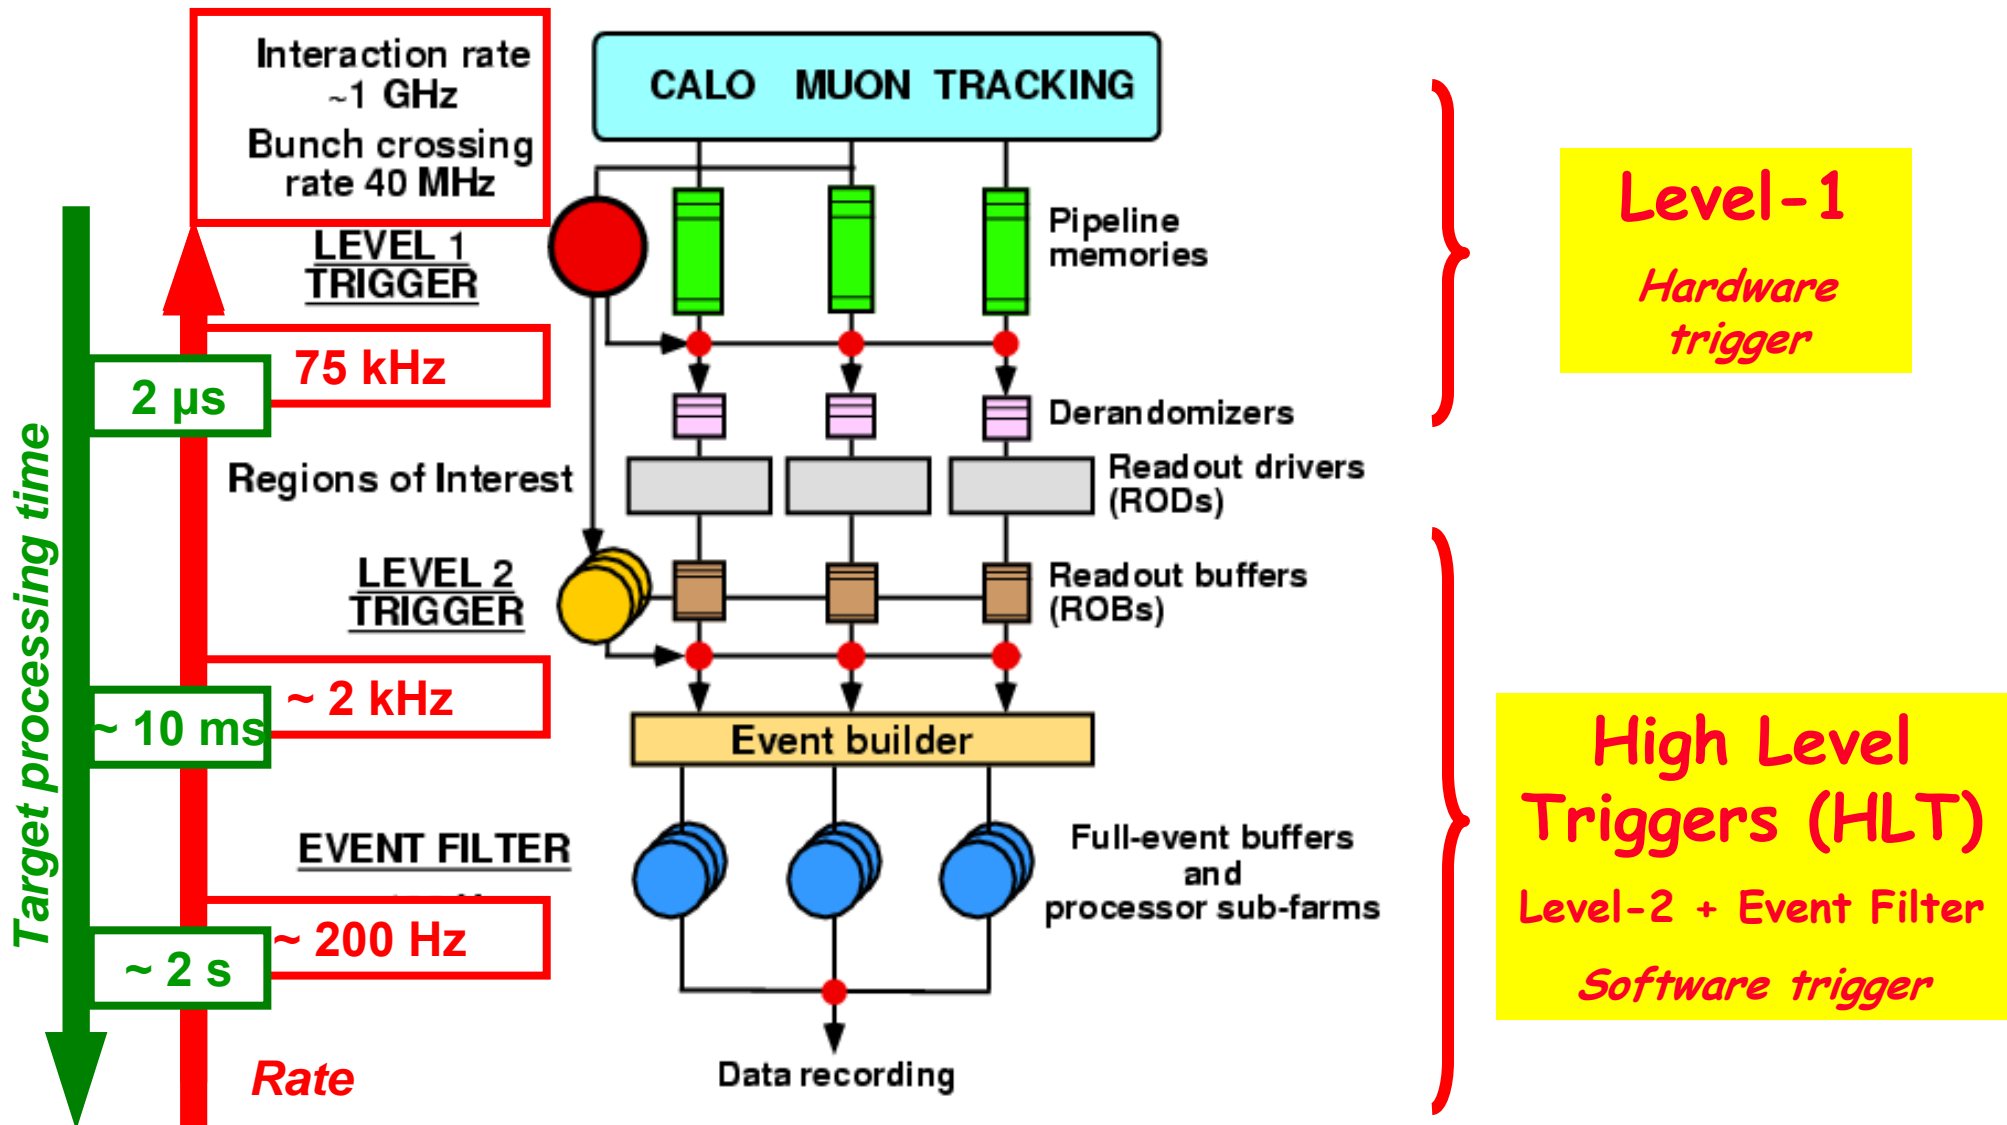 Interaction rate
~1 GHz
Bunch crossing
rate 40 MHz
CALO MUON TRACKING
LEVEL 1
TRIGGER
Pipeline
memories
75 kHz
2 µs
Derandomizers
Regions of Interest
Readout drivers
(RODs)
LEVEL 2
TRIGGER
Readout buffers
(ROBs)
~ 2 kHz
~ 10 ms
Event builder
EVENT FILTER
Full-event buffers
and
processor sub-farms
~ 200 Hz
~ 2 s
Data recording
Target processing time
Rate
Level-1
Hardware
trigger
High Level
Triggers (HLT)
Level-2 + Event Filter
Software trigger